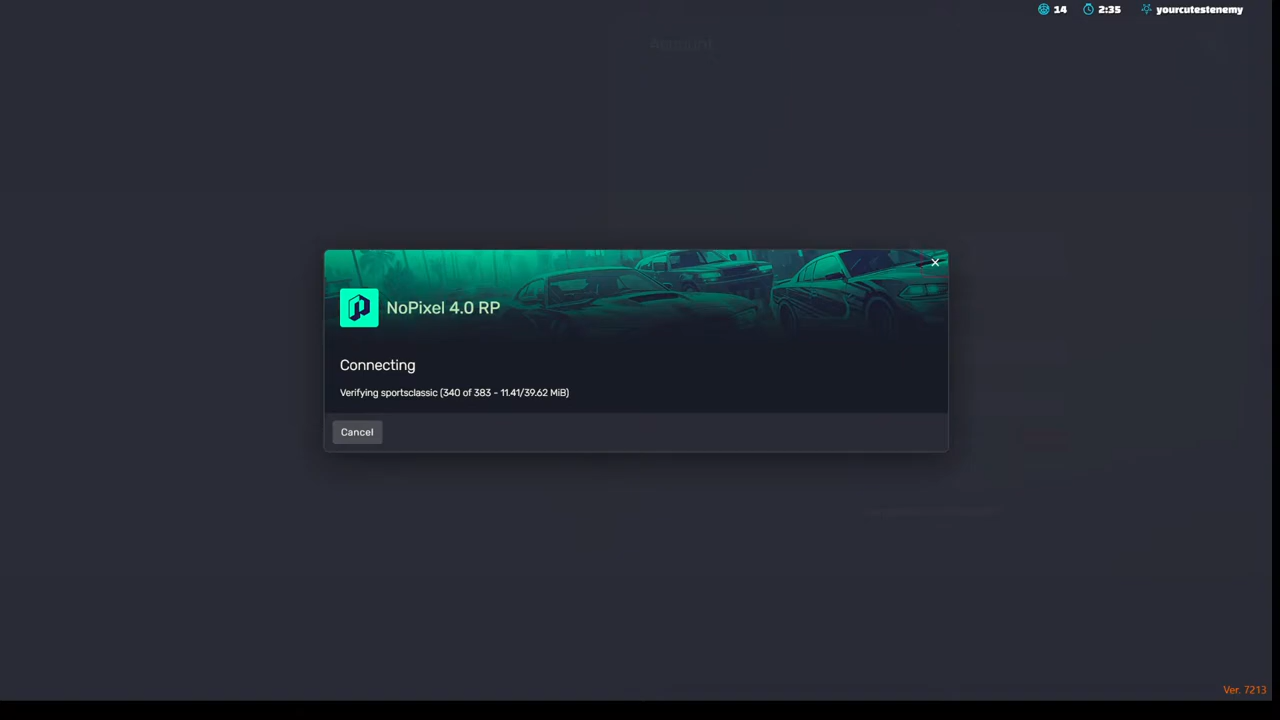 14 2:35 yourcutestenemy
Account
NoPixel 4.0 RP
Connecting
Verifying sportsclassic (340 of 383 - 11.41/39.62 MiB)
Cancel
Ver. 7213